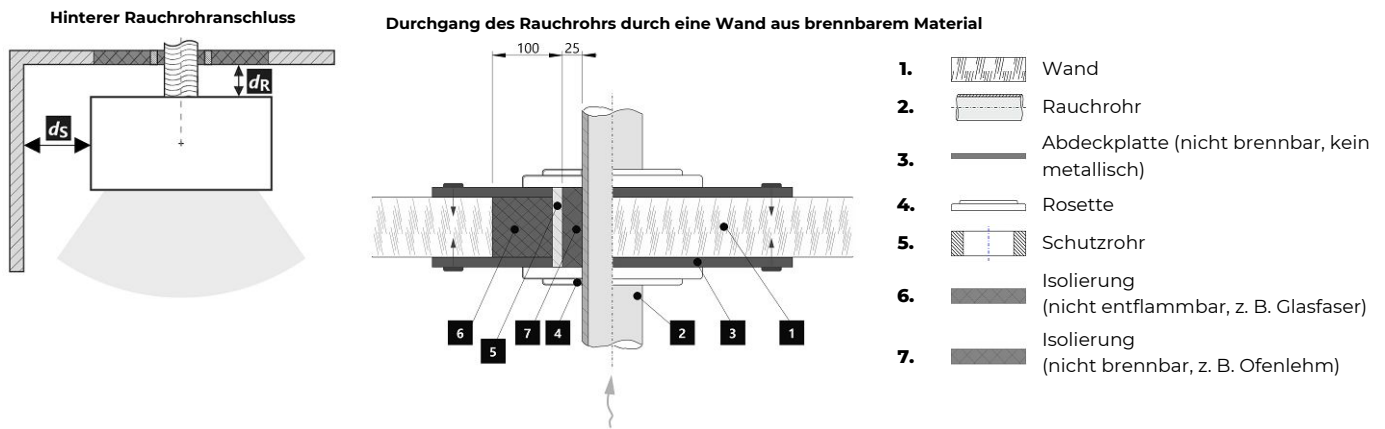 Hinterer Rauchrohranschluss
dR
dS
Durchgang des Rauchrohrs durch eine Wand aus brennbarem Material
100 25
6
5
7
4
2
3
1
1. Wand
2. Rauchrohr
3. Abdeckplatte (nicht brennbar, kein
metallisch)
4. Rosette
5. Schutzrohr
6. Isolierung
(nicht entflammbar, z. B. Glasfaser)
7. Isolierung
(nicht brennbar, z. B. Ofenlehm)